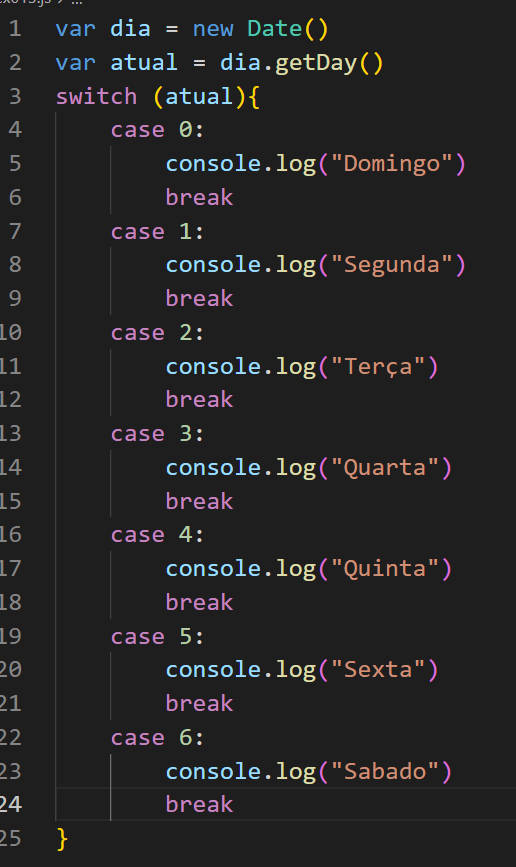 1 var dia = new Date()
2 var atual = dia.getDay()
3 switch (atual){
4 case 0:
5 console.log("Domingo")
6 break
7 case 1:
8 console.log("Segunda")
9 break
10 case 2:
11 console.log("Terça")
12 break
13 case 3:
14 console.log("Quarta")
15 break
16 case 4:
17 console.log("Quinta")
18 break
19 case 5:
20 console.log("Sexta")
21 break
22 case 6:
23 console.log("Sabado")
24 break
25 }